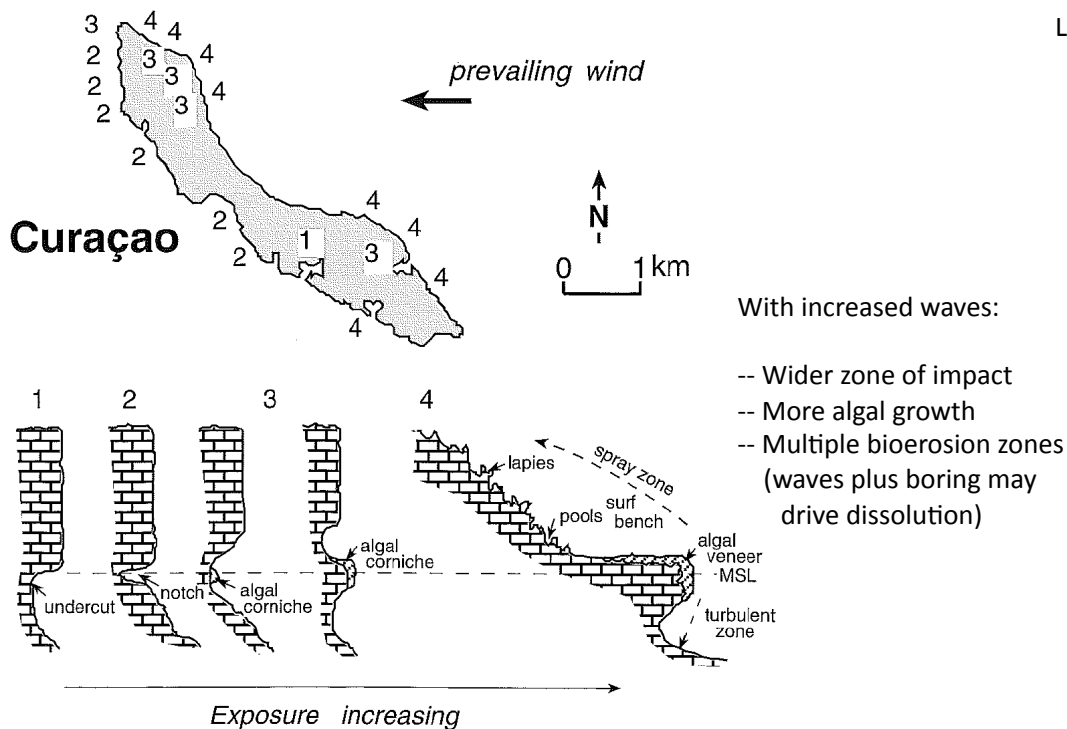 L
3 4 4
2 3 4
2 3 4
2 3
2
prevailing wind
N
0 1 km
Curaçao
2
2
1
3
4
4
4
4
With increased waves:
-- Wider zone of impact
-- More algal growth
-- Multiple bioerosion zones
(waves plus boring may
drive dissolution)
1 2 3 4
undercut
notch
algal
corniche
algal
corniche
lapies
pools
spray zone
surf
bench
algal
veneer
MSL
turbulent
zone
Exposure increasing